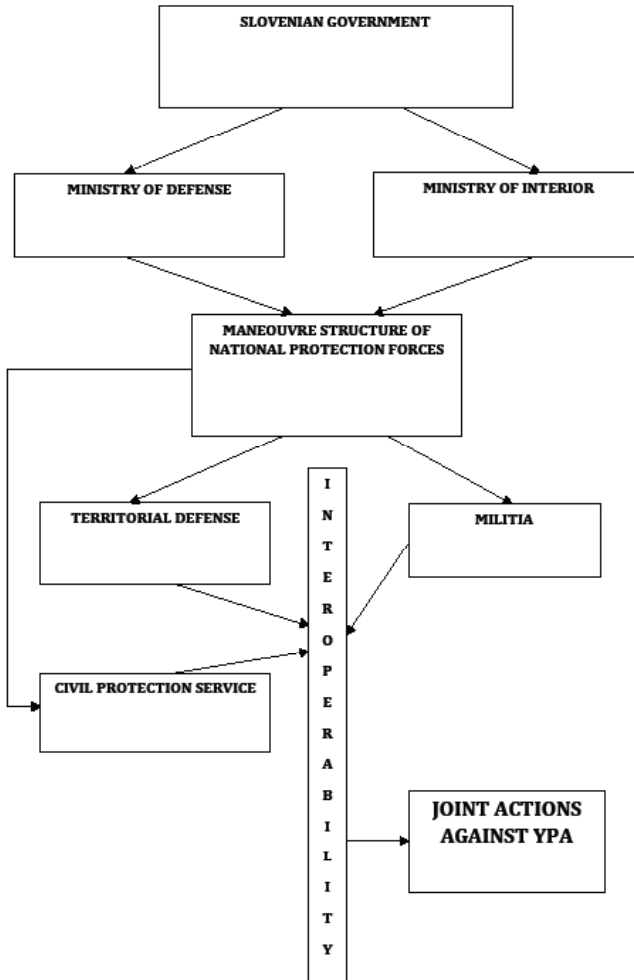 SLOVENIAN GOVERNMENT
MINISTRY OF DEFENSE
MINISTRY OF INTERIOR
MANEOUVRE STRUCTURE OF
NATIONAL PROTECTION FORCES
TERRITORIAL DEFENSE
MILITIA
INTEROPERABILITY
CIVIL PROTECTION SERVICE
JOINT ACTIONS
AGAINST YPA